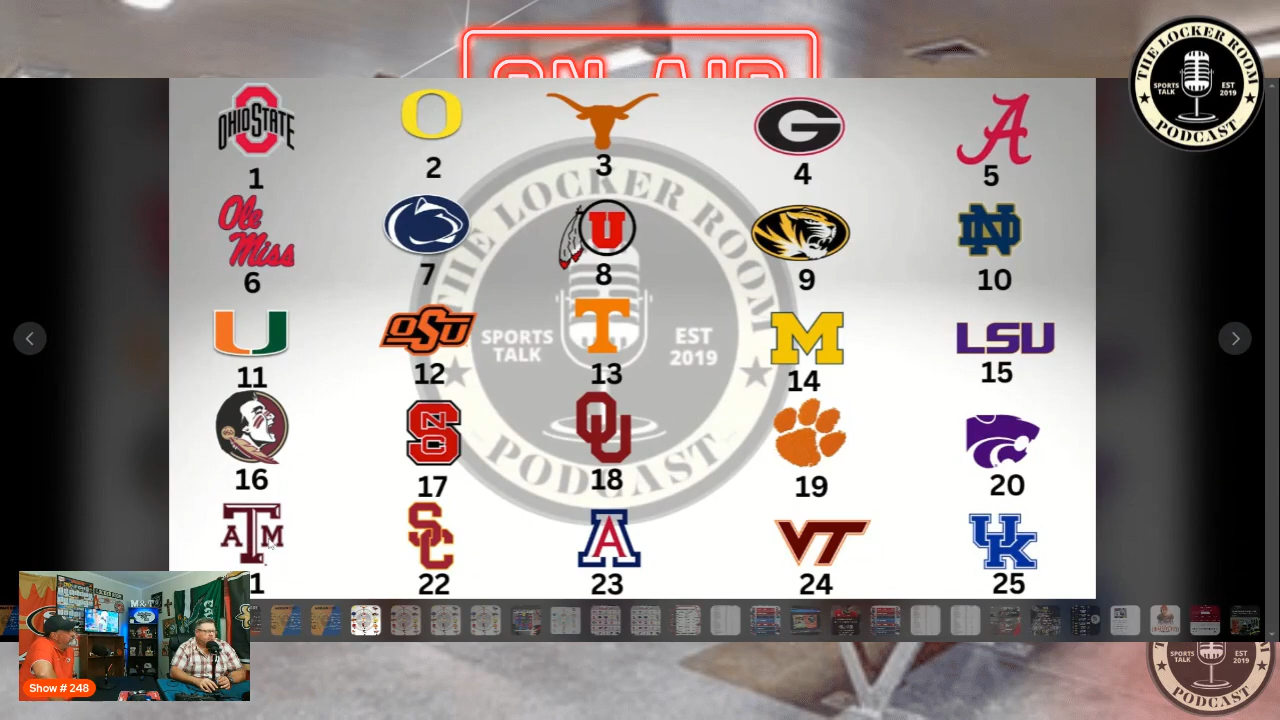 ON AIR
THE LOCKER ROOM
SPORTS TALK
EST 2019
PODCAST
OHIO STATE
1
O
2
3
G
4
A
5
Ole Miss
6
7
U
8
9
ND
10
U
11
OSU
12
T
13
M
14
LSU
15
16
NCS
17
OU
18
19
20
ATM
1
SC
22
A
23
VT
24
UK
25
THE LOCKER ROOM
SPORTS TALK
EST 2019
PODCAST
M&T
Show # 248
SPORTS TALK
EST 2019
PODCAST